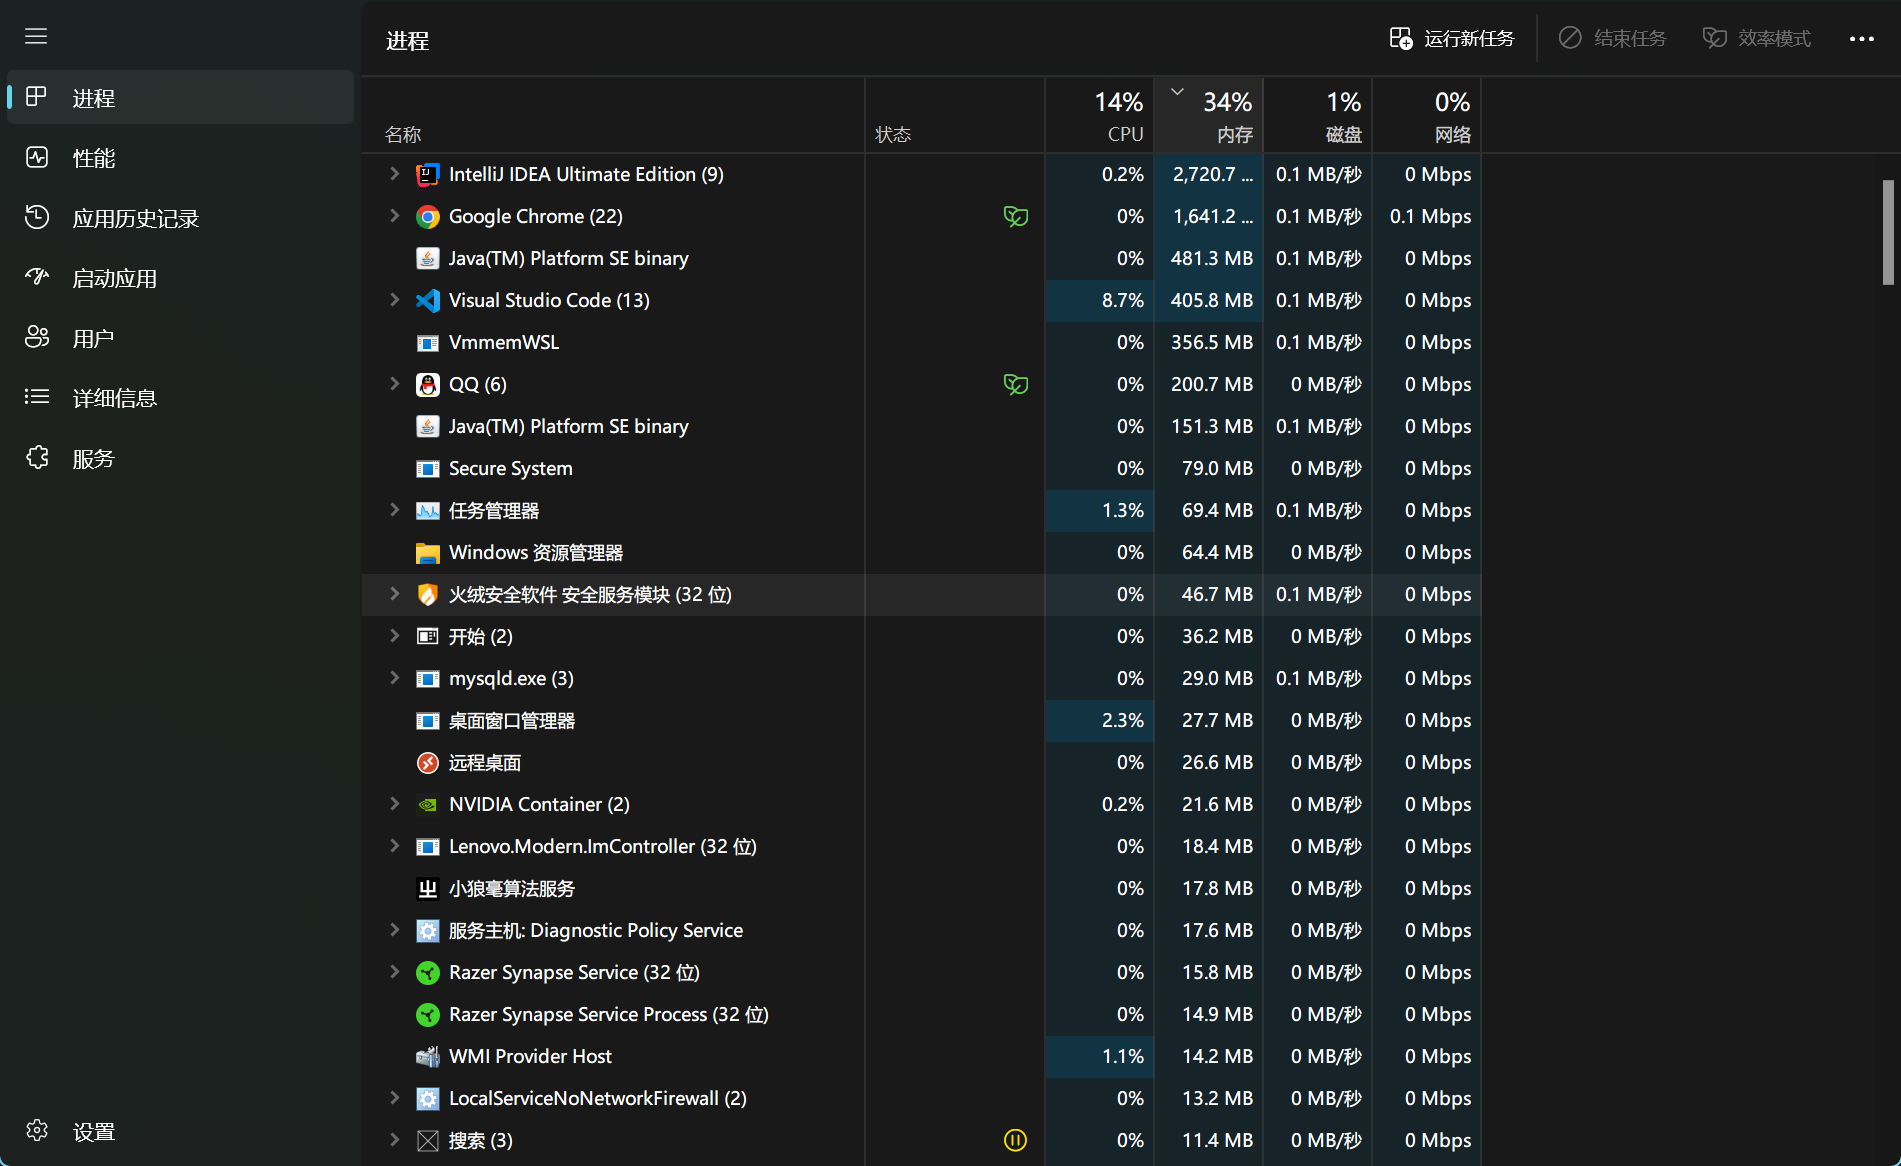 进程
运行新任务 结束任务 效率模式
进程
性能
应用历史记录
启动应用
用户
详细信息
服务
设置
14% 34% 1% 0%
名称 状态 CPU 内存 磁盘 网络
IntelliJ IDEA Ultimate Edition (9) 0.2% 2,720.7 ... 0.1 MB/秒 0 Mbps
Google Chrome (22) 0% 1,641.2 ... 0.1 MB/秒 0.1 Mbps
Java(TM) Platform SE binary 0% 481.3 MB 0.1 MB/秒 0 Mbps
Visual Studio Code (13) 8.7% 405.8 MB 0.1 MB/秒 0 Mbps
VmmemWSL 0% 356.5 MB 0.1 MB/秒 0 Mbps
QQ (6) 0% 200.7 MB 0 MB/秒 0 Mbps
Java(TM) Platform SE binary 0% 151.3 MB 0.1 MB/秒 0 Mbps
Secure System 0% 79.0 MB 0 MB/秒 0 Mbps
任务管理器 1.3% 69.4 MB 0.1 MB/秒 0 Mbps
Windows 资源管理器 0% 64.4 MB 0 MB/秒 0 Mbps
火绒安全软件 安全服务模块 (32 位) 0% 46.7 MB 0.1 MB/秒 0 Mbps
开始 (2) 0% 36.2 MB 0 MB/秒 0 Mbps
mysqld.exe (3) 0% 29.0 MB 0.1 MB/秒 0 Mbps
桌面窗口管理器 2.3% 27.7 MB 0 MB/秒 0 Mbps
远程桌面 0% 26.6 MB 0 MB/秒 0 Mbps
NVIDIA Container (2) 0.2% 21.6 MB 0 MB/秒 0 Mbps
Lenovo.Modern.ImController (32 位) 0% 18.4 MB 0 MB/秒 0 Mbps
小狼毫算法服务 0% 17.8 MB 0 MB/秒 0 Mbps
服务主机: Diagnostic Policy Service 0% 17.6 MB 0 MB/秒 0 Mbps
Razer Synapse Service (32 位) 0% 15.8 MB 0 MB/秒 0 Mbps
Razer Synapse Service Process (32 位) 0% 14.9 MB 0 MB/秒 0 Mbps
WMI Provider Host 1.1% 14.2 MB 0 MB/秒 0 Mbps
LocalServiceNoNetworkFirewall (2) 0% 13.2 MB 0 MB/秒 0 Mbps
搜索 (3) 0% 11.4 MB 0 MB/秒 0 Mbps